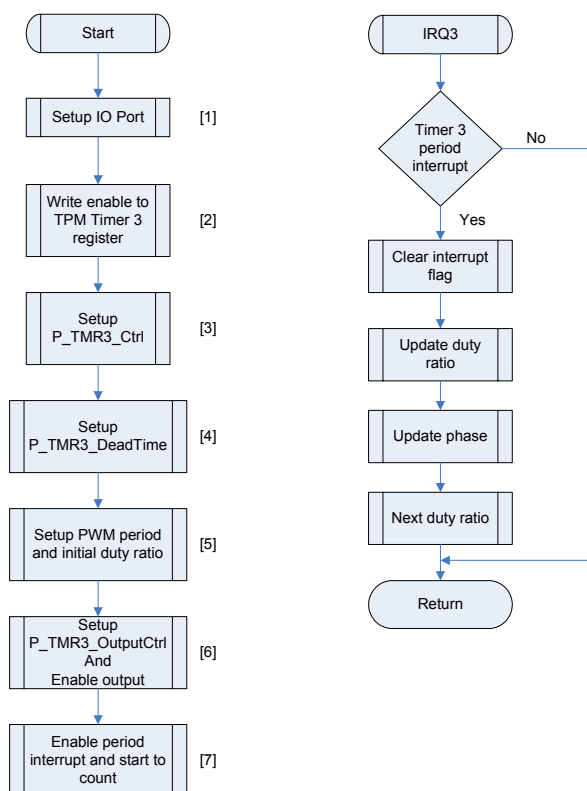 Start
Setup IO Port
[1]
Write enable to
TPM Timer 3
register
[2]
Setup
P_TMR3_Ctrl
[3]
Setup
P_TMR3_DeadTime
[4]
Setup PWM period
and initial duty ratio
[5]
Setup
P_TMR3_OutputCtrl
And
Enable output
[6]
Enable period
interrupt and start to
count
[7]
IRQ3
Timer 3
period
interrupt
No
Yes
Clear interrupt
flag
Update duty
ratio
Update phase
Next duty ratio
Return